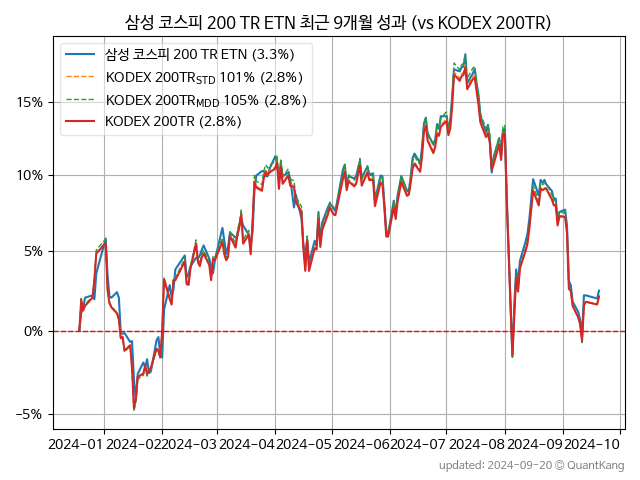 삼성 코스피 200 TR ETN 최근 9개월 성과 (vs KODEX 200TR)
삼성 코스피 200 TR ETN (3.3%)
KODEX 200TR_STD 101% (2.8%)
KODEX 200TR_MDD 105% (2.8%)
KODEX 200TR (2.8%)
15%
10%
5%
0%
−5%
2024-01 2024-02 2024-03 2024-04 2024-05 2024-06 2024-07 2024-08 2024-09 2024-10
updated: 2024-09-20 © QuantKang